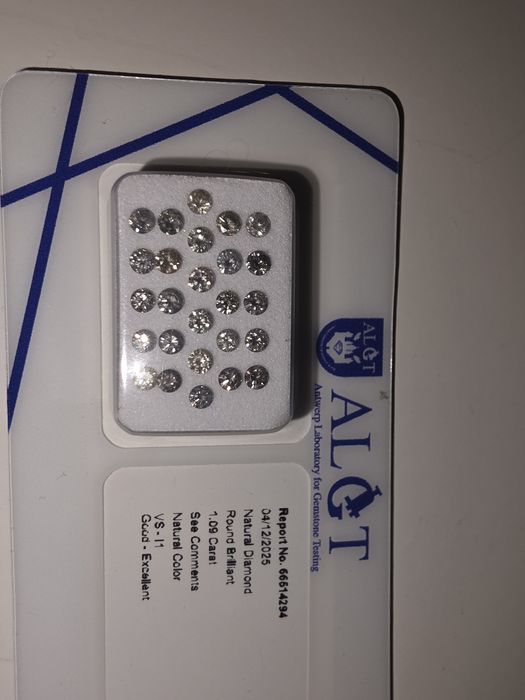 ALGT
ALGT
Antwerp Laboratory for Gemstone Testing
Report No. 66514294
04/12/2025
Natural Diamond
Round Brilliant
1.09 Carat
See Comments
Natural Color
VS - I1
Good - Excellent